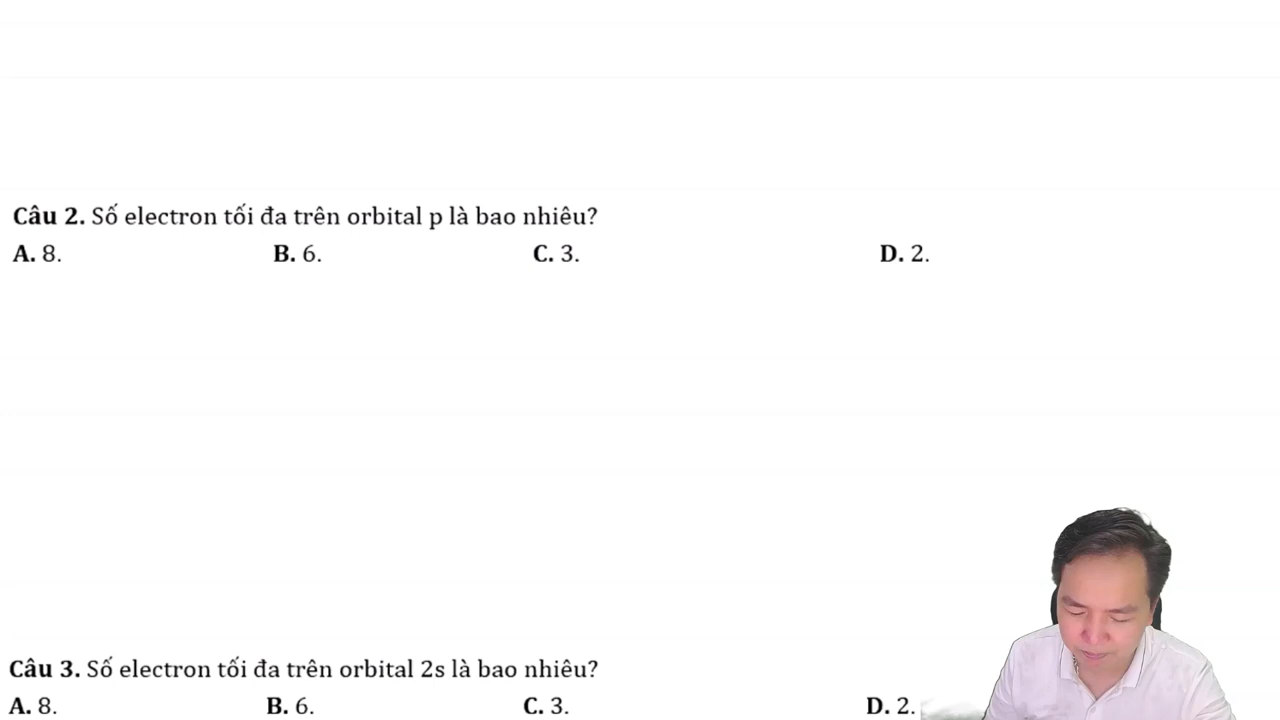 Câu 2. Số electron tối đa trên orbital p là bao nhiêu?
A. 8. B. 6. C. 3. D. 2.
Câu 3. Số electron tối đa trên orbital 2s là bao nhiêu?
A. 8. B. 6. C. 3. D. 2.